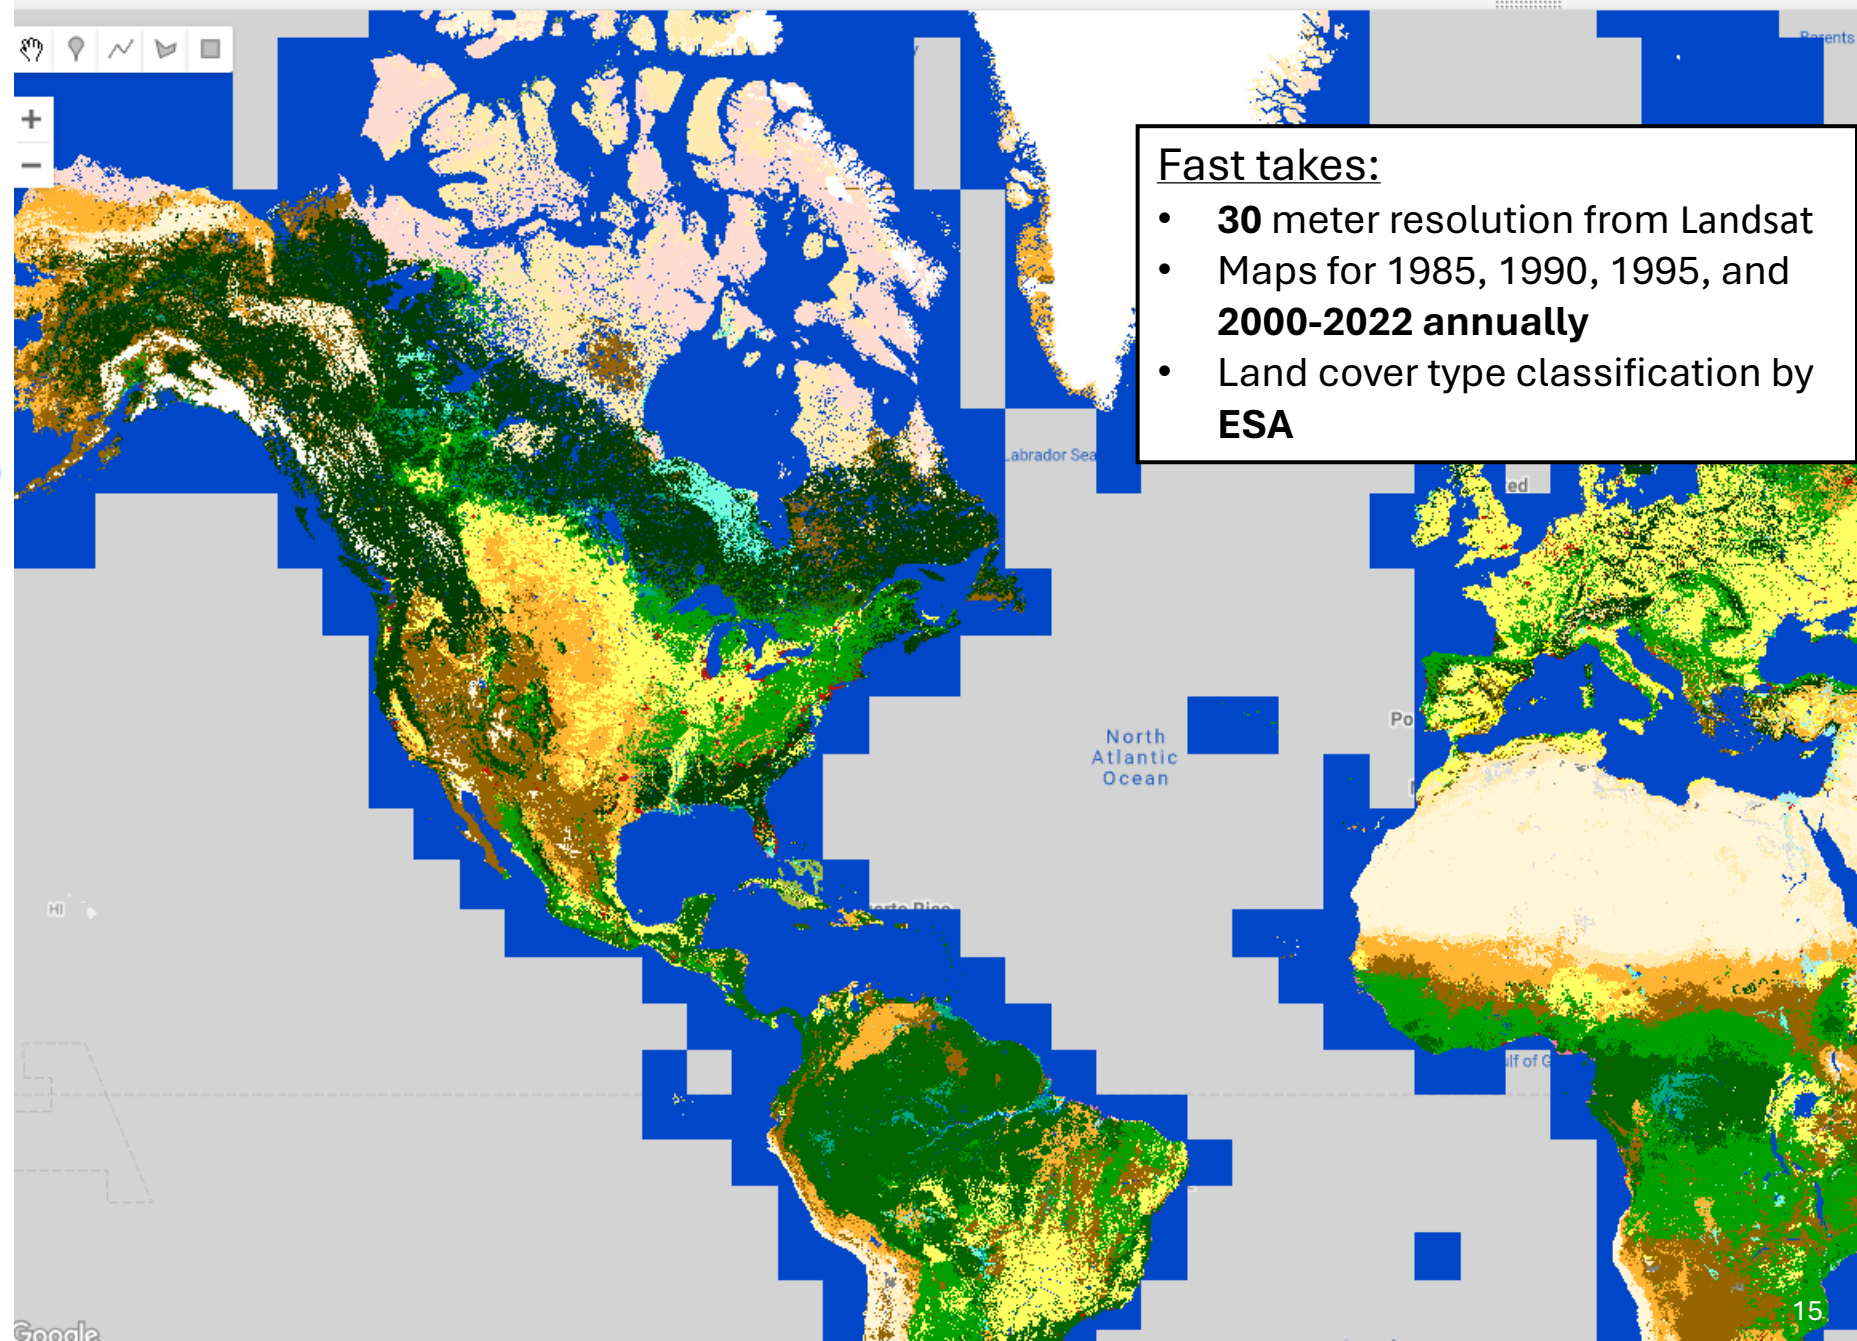 Barents
Fast takes:
• 30 meter resolution from Landsat
• Maps for 1985, 1990, 1995, and
2000-2022 annually
• Land cover type classification by
ESA
Labrador Sea
North
Atlantic
Ocean
HI
Google
15